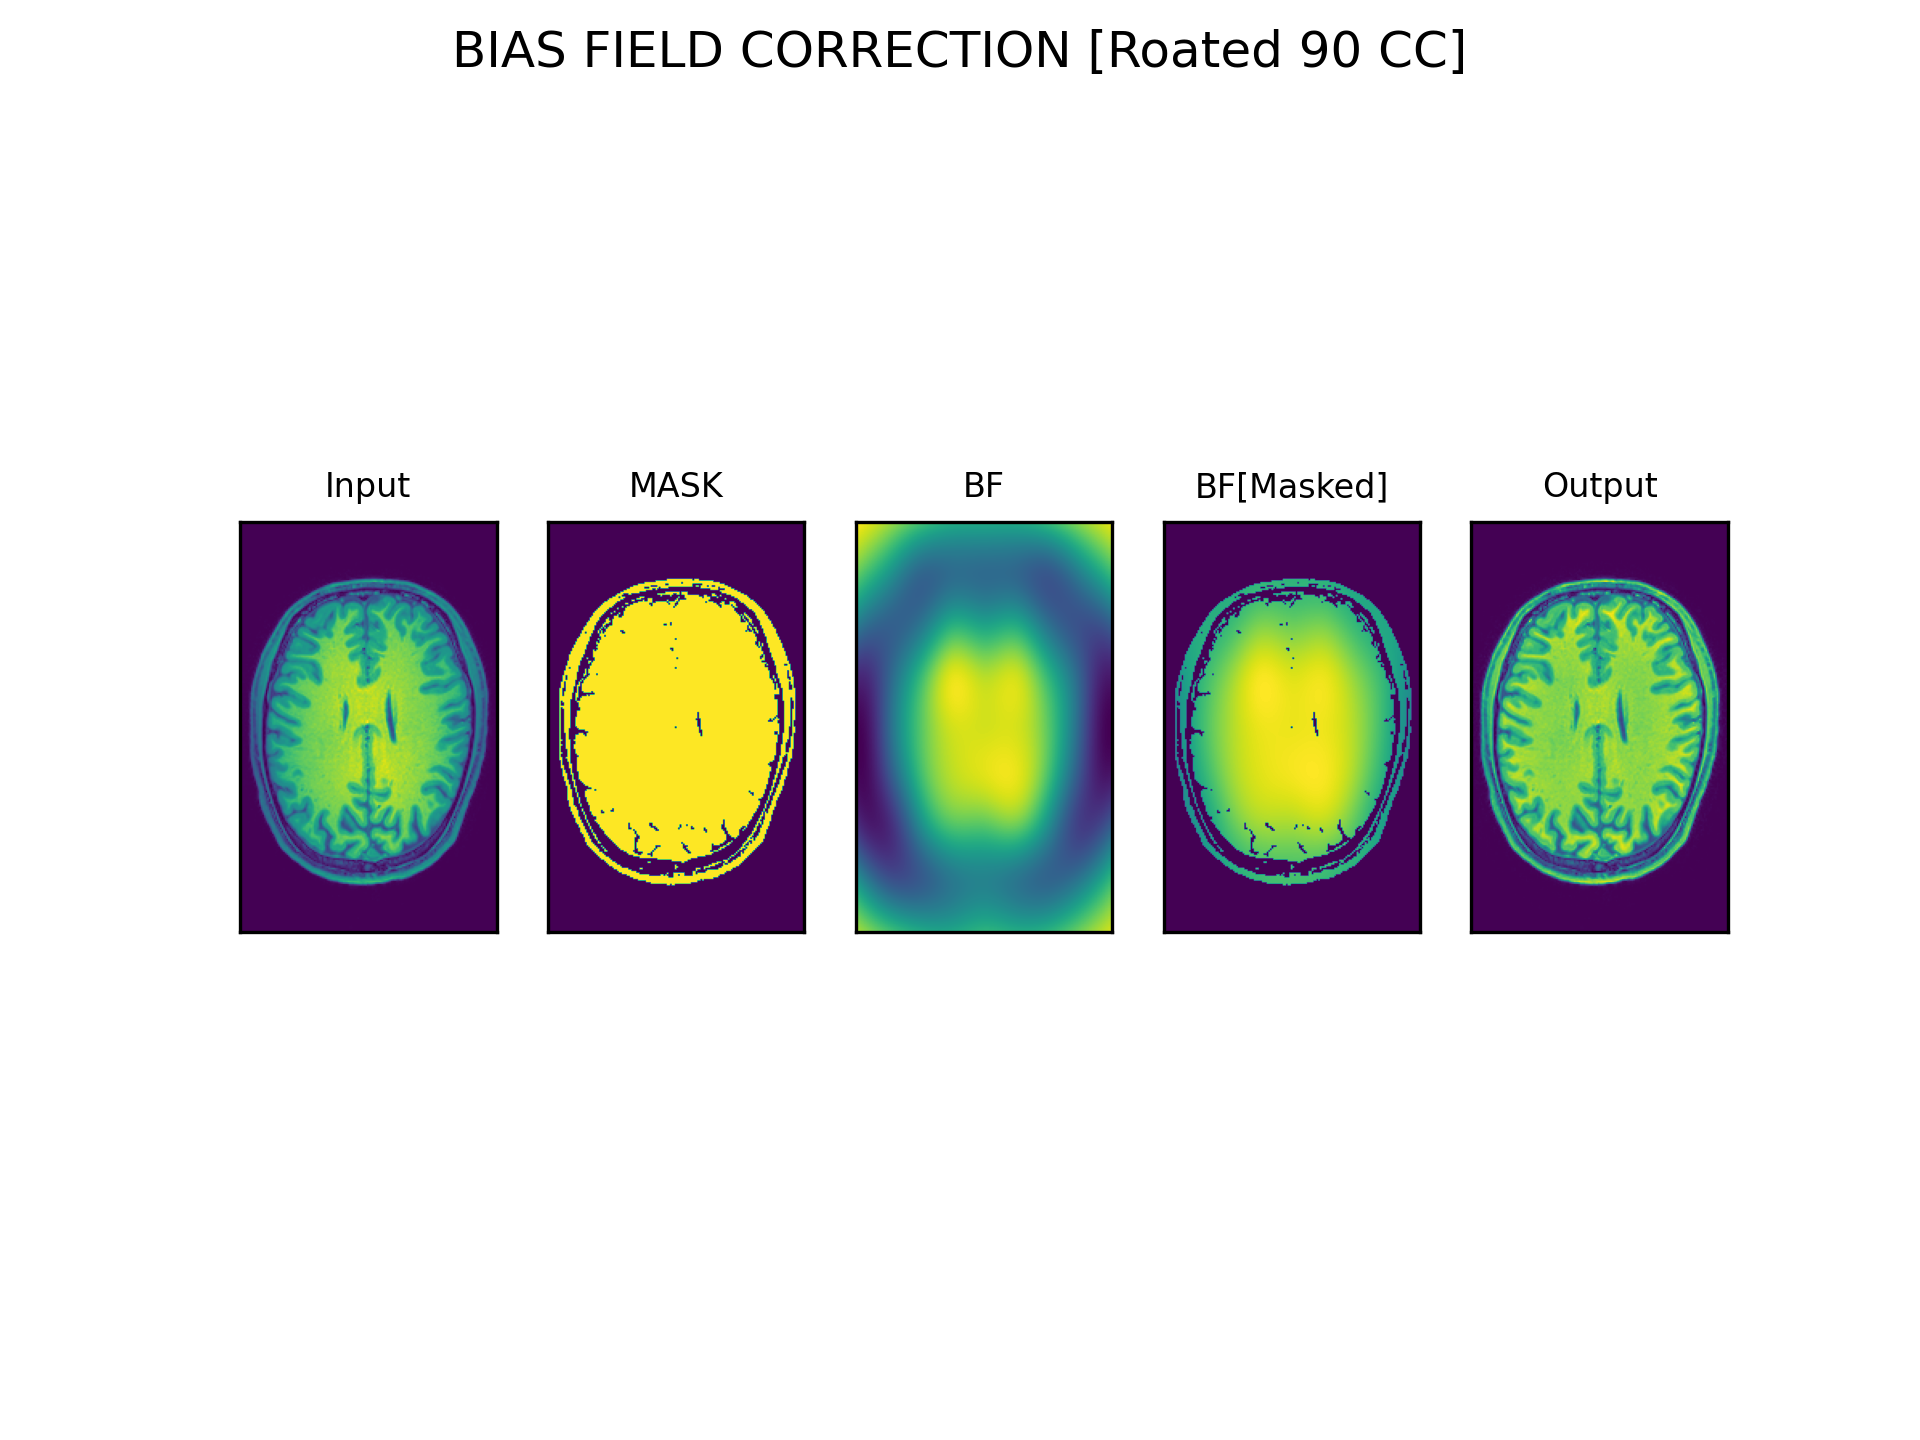 BIAS FIELD CORRECTION [Roated 90 CC]
Input
MASK
BF
BF[Masked]
Output